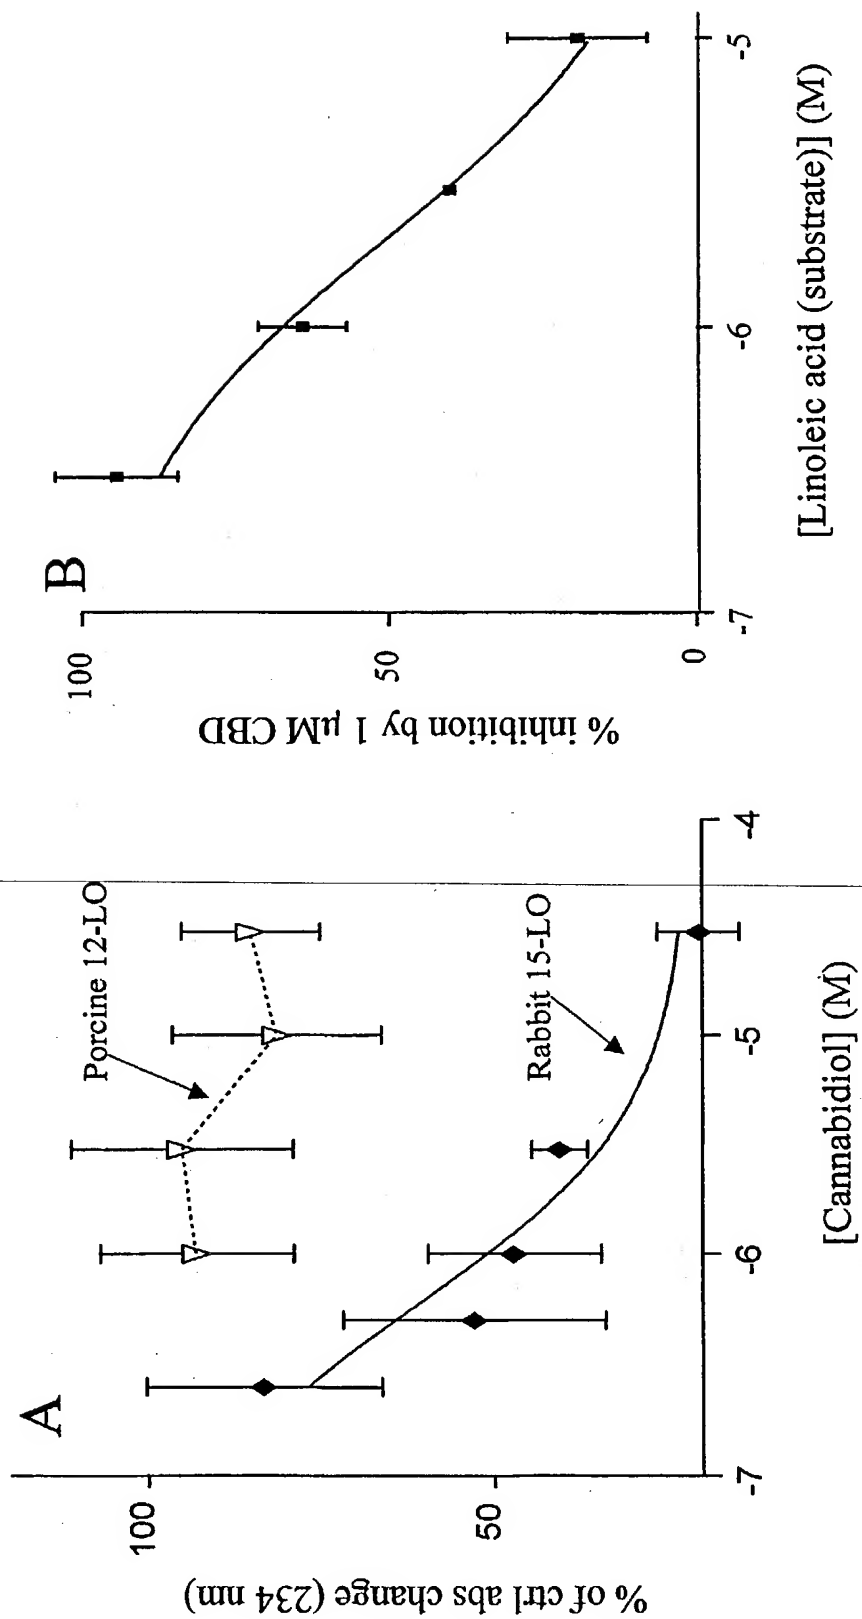 A
% of ctrl abs change (234 nm)
100
50
Porcine 12-LO
Rabbit 15-LO
-7
-6
-5
-4
[Cannabidiol] (M)
B
% inhibition by 1 µM CBD
100
50
0
-7
-6
-5
[Linoleic acid (substrate)] (M)